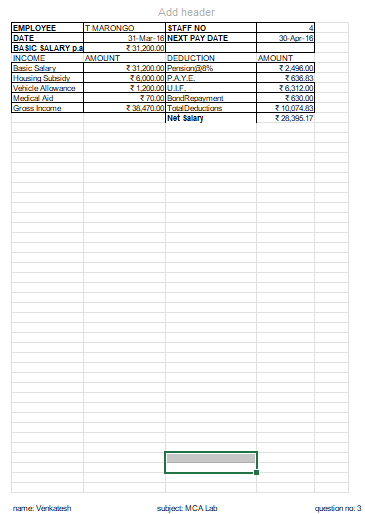 Add header
EMPLOYEE T MARONGO STAFF NO 4
DATE 31-Mar-16 NEXT PAY DATE 30-Apr-16
BASIC SALARY p.a ₹ 31,200.00
INCOME AMOUNT DEDUCTION AMOUNT
Basic Salary ₹ 31,200.00 Pension@8% ₹ 2,496.00
Housing Subsidy ₹ 6,000.00 P.A.Y.E. ₹ 636.83
Vehicle Allowance ₹ 1,200.00 U.I.F. ₹ 6,312.00
Medical Aid ₹ 70.00 BondRepayment ₹ 630.00
Gross Income ₹ 38,470.00 TotalDeductions ₹ 10,074.83
Net Salary ₹ 28,395.17
name: Venkatesh subject: MCA Lab question no: 3